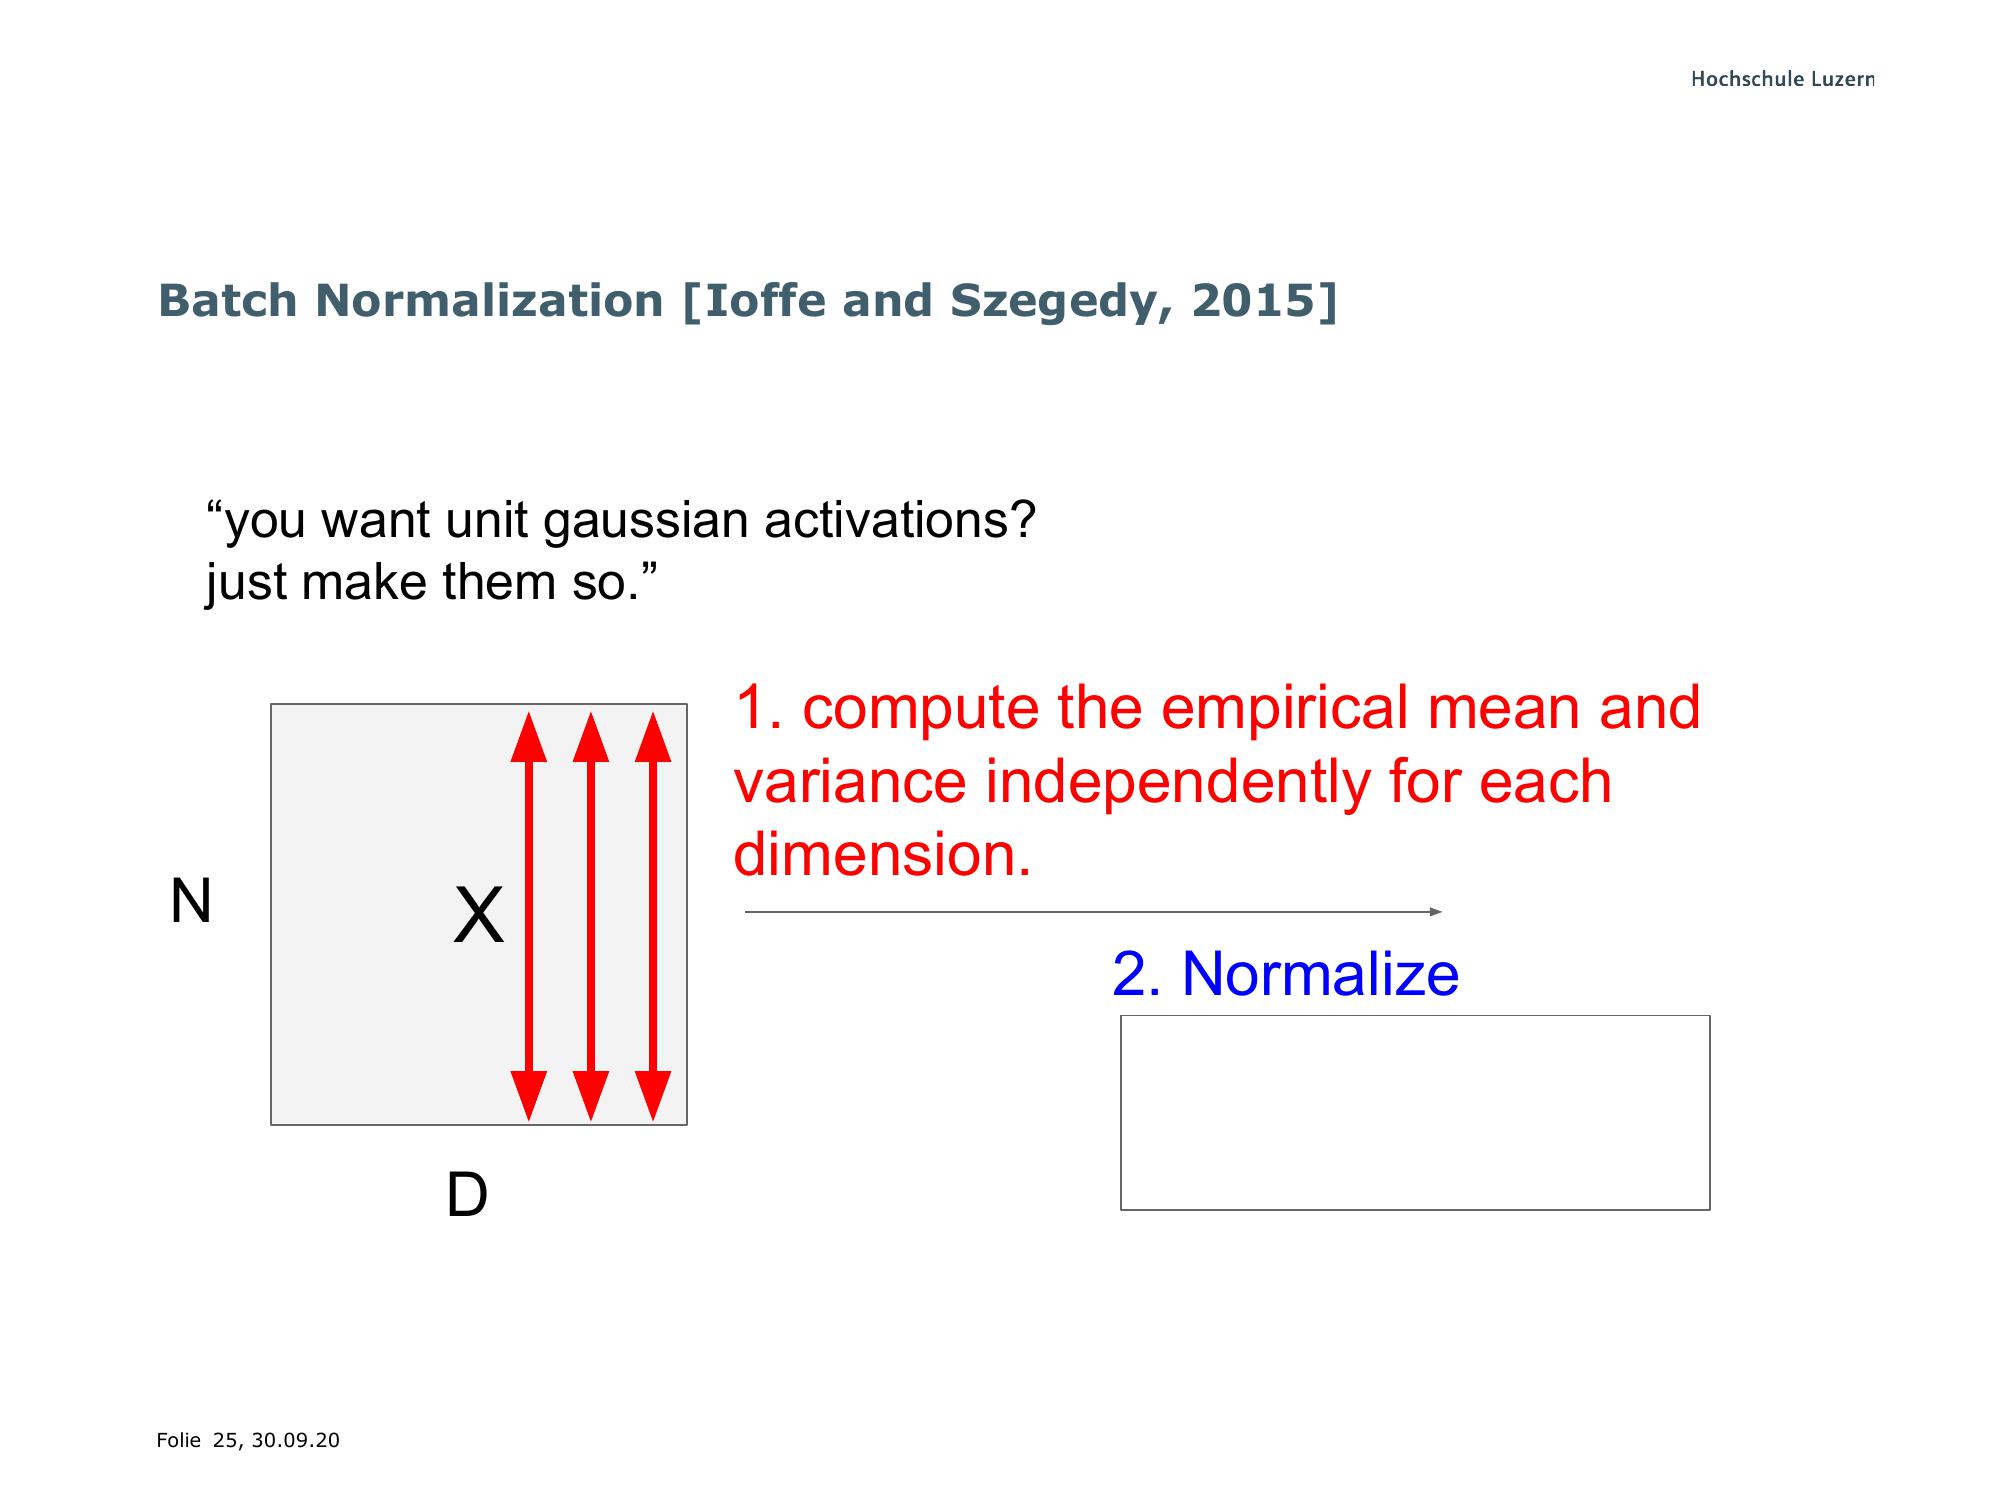 Hochschule Luzern
Batch Normalization [Ioffe and Szegedy, 2015]
“you want unit gaussian activations?
just make them so.”
1. compute the empirical mean and
variance independently for each
dimension.
N
X
2. Normalize
D
Folie 25, 30.09.20